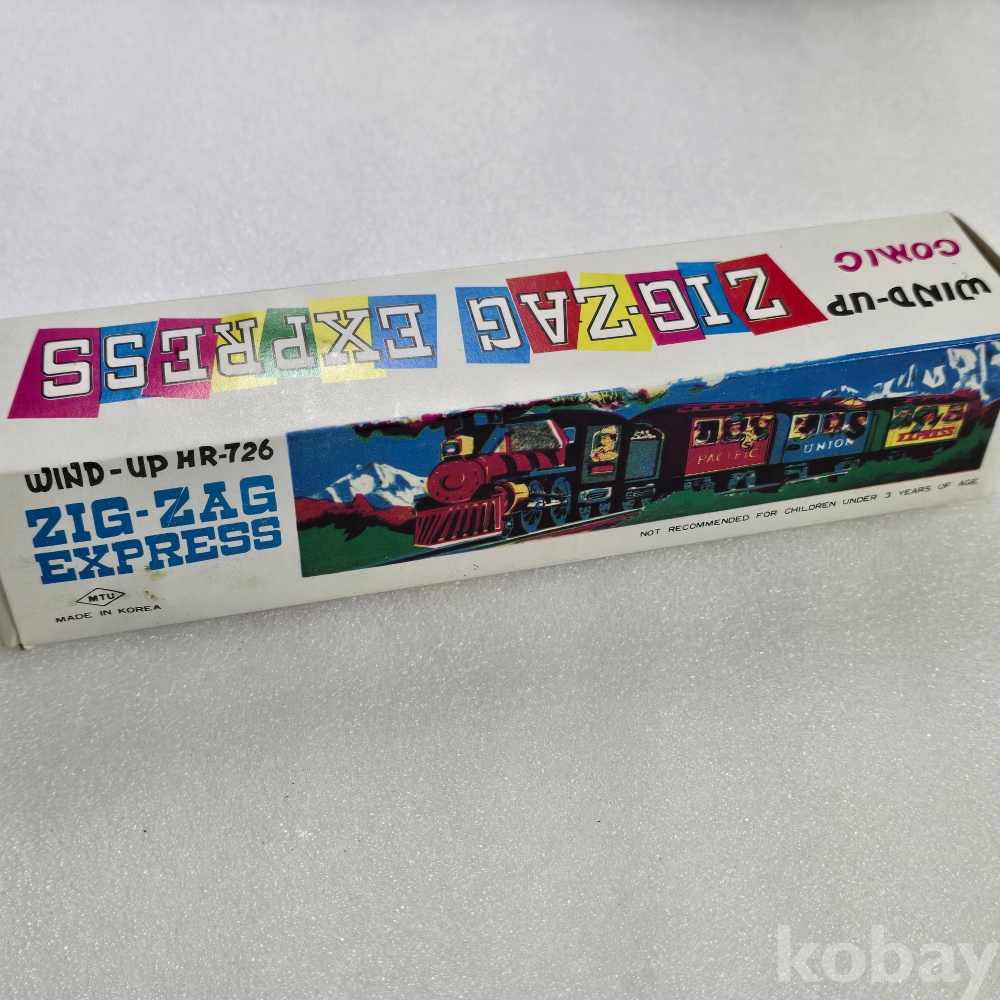 COMIC
WIND-UP
ZIG-ZAG EXPRESS
WIND-UP HR-726
ZIG-ZAG
EXPRESS
MTU
MADE IN KOREA
PACIFIC
UNION
NOT RECOMMENDED FOR CHILDREN UNDER 3 YEARS OF AGE
kobay